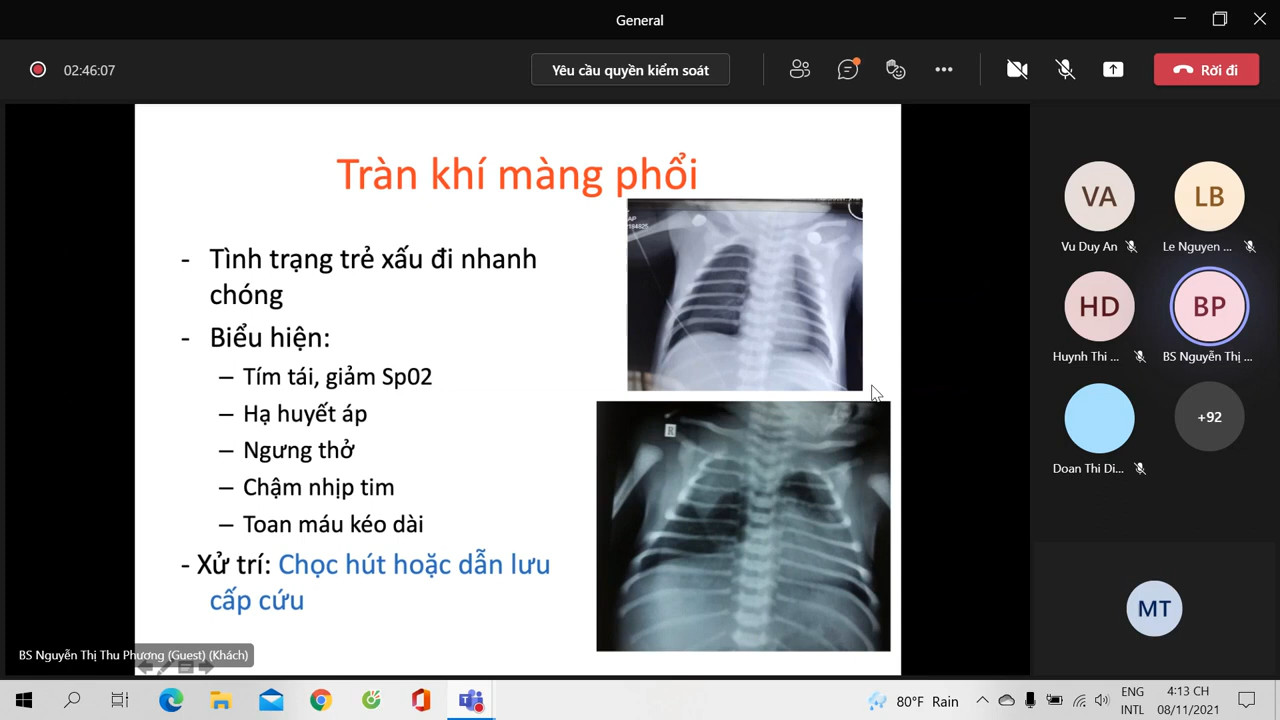 General
02:46:07
Yêu cầu quyền kiểm soát
Rời đi
Tràn khí màng phổi
- Tình trạng trẻ xấu đi nhanh
chóng
- Biểu hiện:
– Tím tái, giảm Sp02
– Hạ huyết áp
– Ngưng thở
– Chậm nhịp tim
– Toan máu kéo dài
- Xử trí: Chọc hút hoặc dẫn lưu
cấp cứu
AP
R
BS Nguyễn Thị Thu Phương (Guest) (Khách)
VA
LB
Vu Duy An
Le Nguyen ...
HD
BP
Huynh Thi ...
BS Nguyễn Thị ...
+92
Doan Thi Di...
MT
80°F Rain
ENG
INTL
4:13 CH
08/11/2021